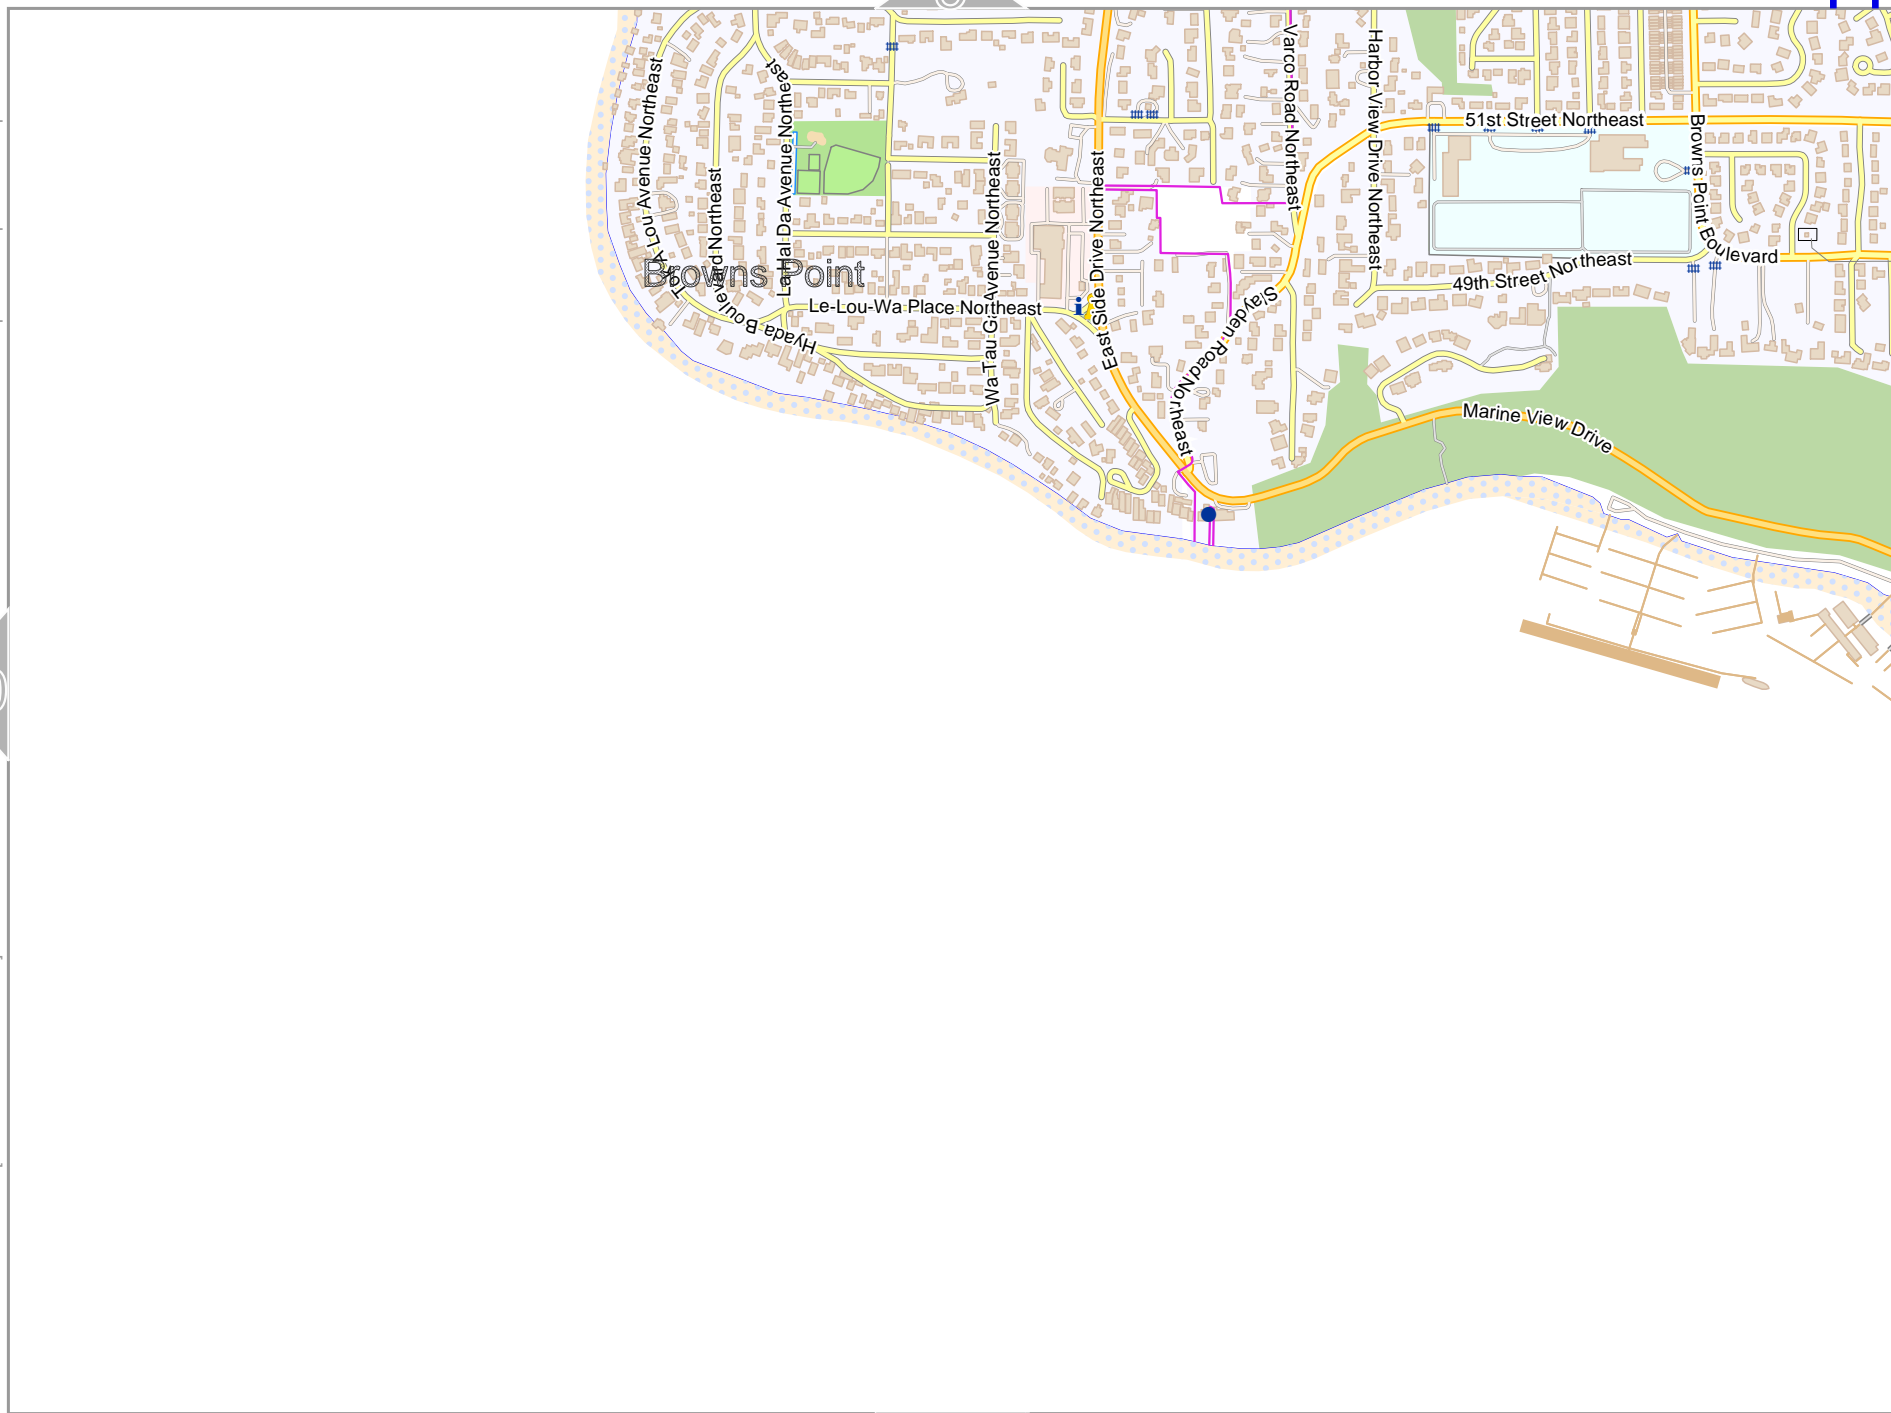 Varco Road Northeast
Harbor View Drive Northeast
Tok A Lou Avenue Northeast
La Hal Da Avenue Northeast
51st Street Northeast
Browns Point Boulevard
Wa Tau Ga Avenue Northeast
East Side Drive Northeast
Hyada Boulevard Northeast
Browns Point
49th Street Northeast
Le-Lou-Wa Place Northeast
Slayden Road Northeast
Marine View Drive
i